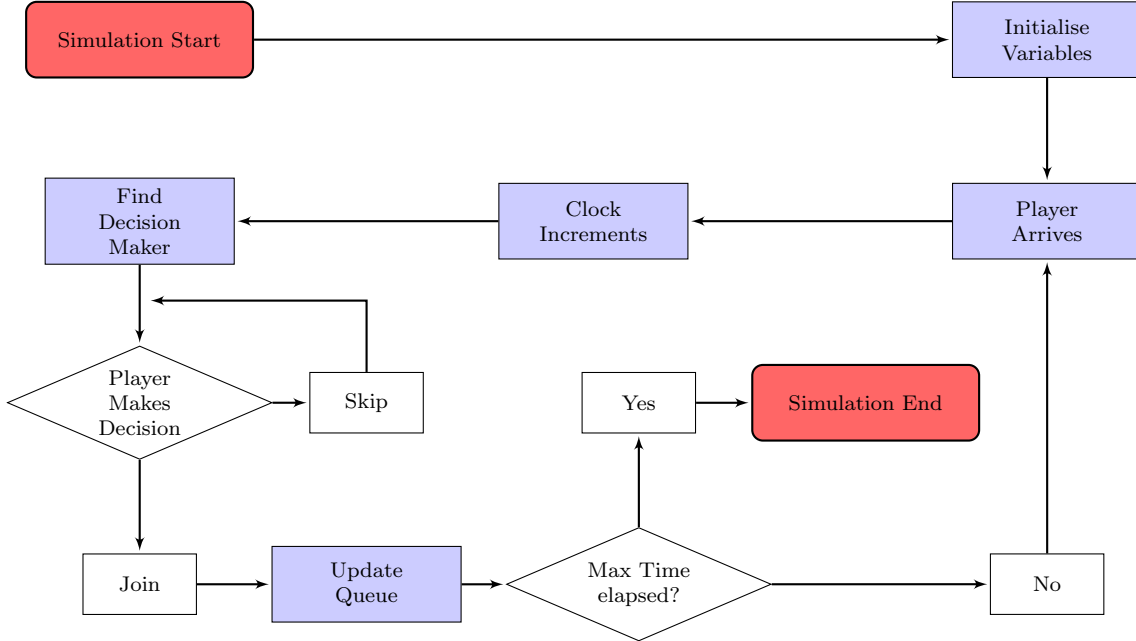 Simulation Start
Initialise
Variables
Find
Decision
Maker
Clock
Increments
Player
Arrives
Player
Makes
Decision
Skip
Yes
Simulation End
Join
Update
Queue
Max Time
elapsed?
No